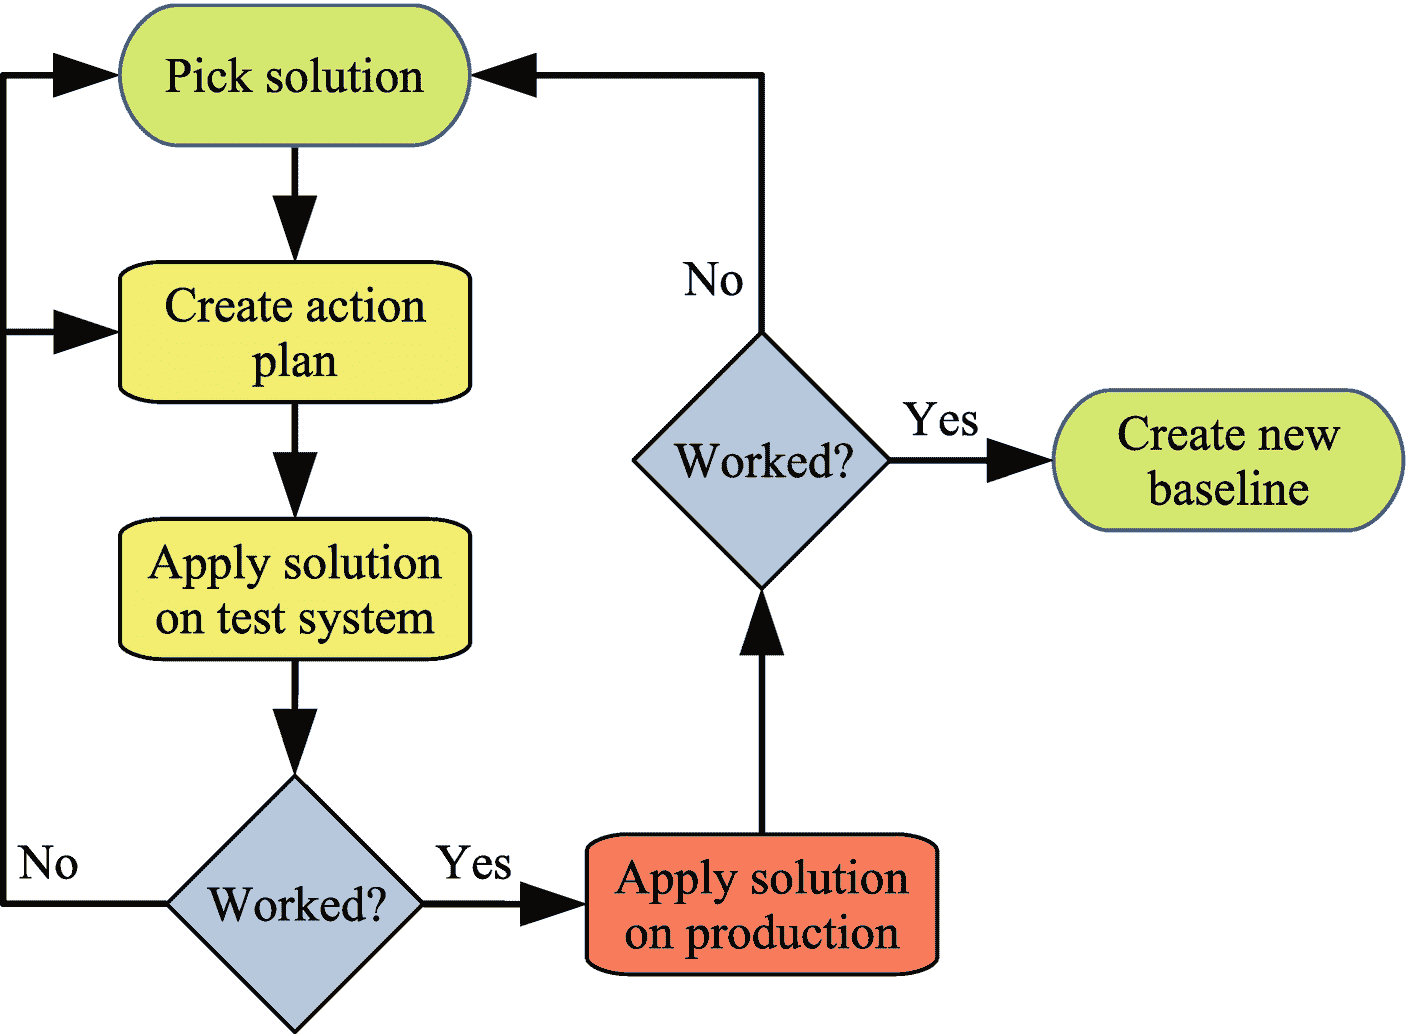 Pick solution
Create action
plan
Apply solution
on test system
Worked?
No
Yes
Apply solution
on production
Worked?
No
Yes
Create new
baseline